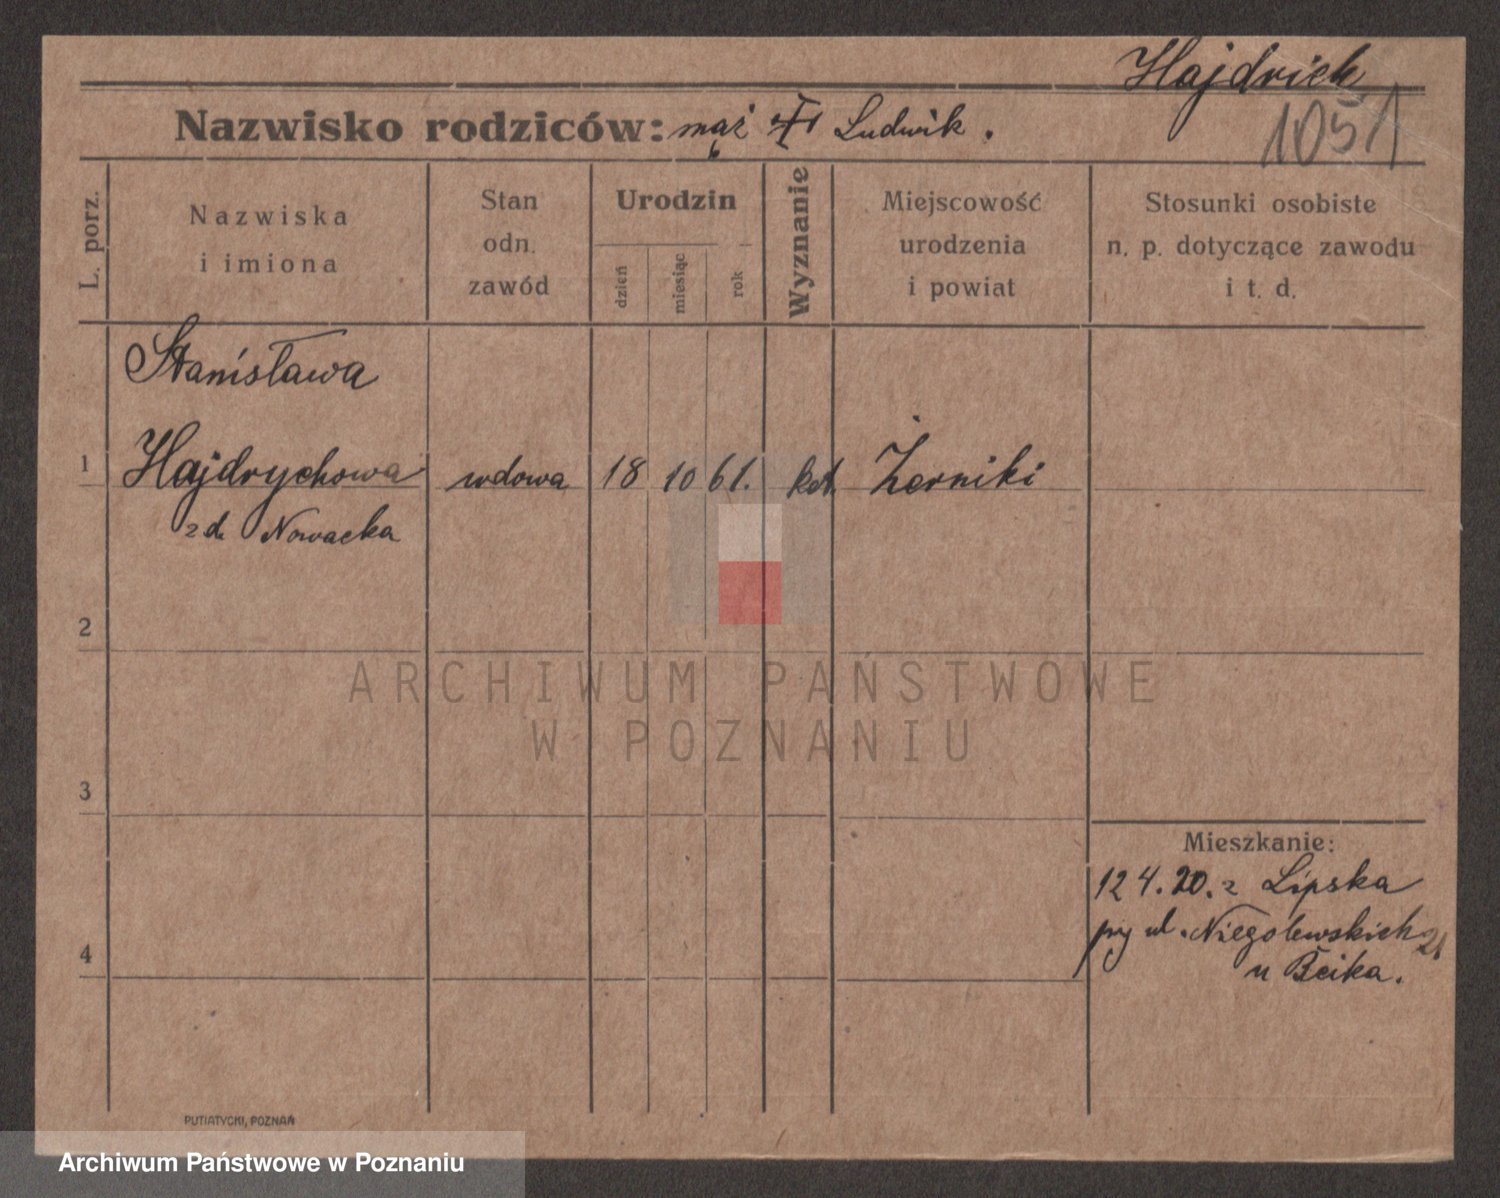 Hajdrich
1051
Nazwisko rodziców: mąż Ludwik.
L. porz.
Nazwiska
i imiona
Stan
odn.
zawód
Urodzin
dzień
miesiąc
rok
Wyznanie
Miejscowość
urodzenia
i powiat
Stosunki osobiste
n. p. dotyczące zawodu
i t. d.
Stanisława
1 Hajdrychowa wdowa 18 10 61. kat. Żerniki
z d. Nowacka
2
ARCHIWUM PAŃSTWOWE
W POZNANIU
3
Mieszkanie:
12 4. 20. z Lipska
przy ul. Niegolewskich 21
4
u Bcika.
PUTIATYCKI, POZNAŃ
Archiwum Państwowe w Poznaniu